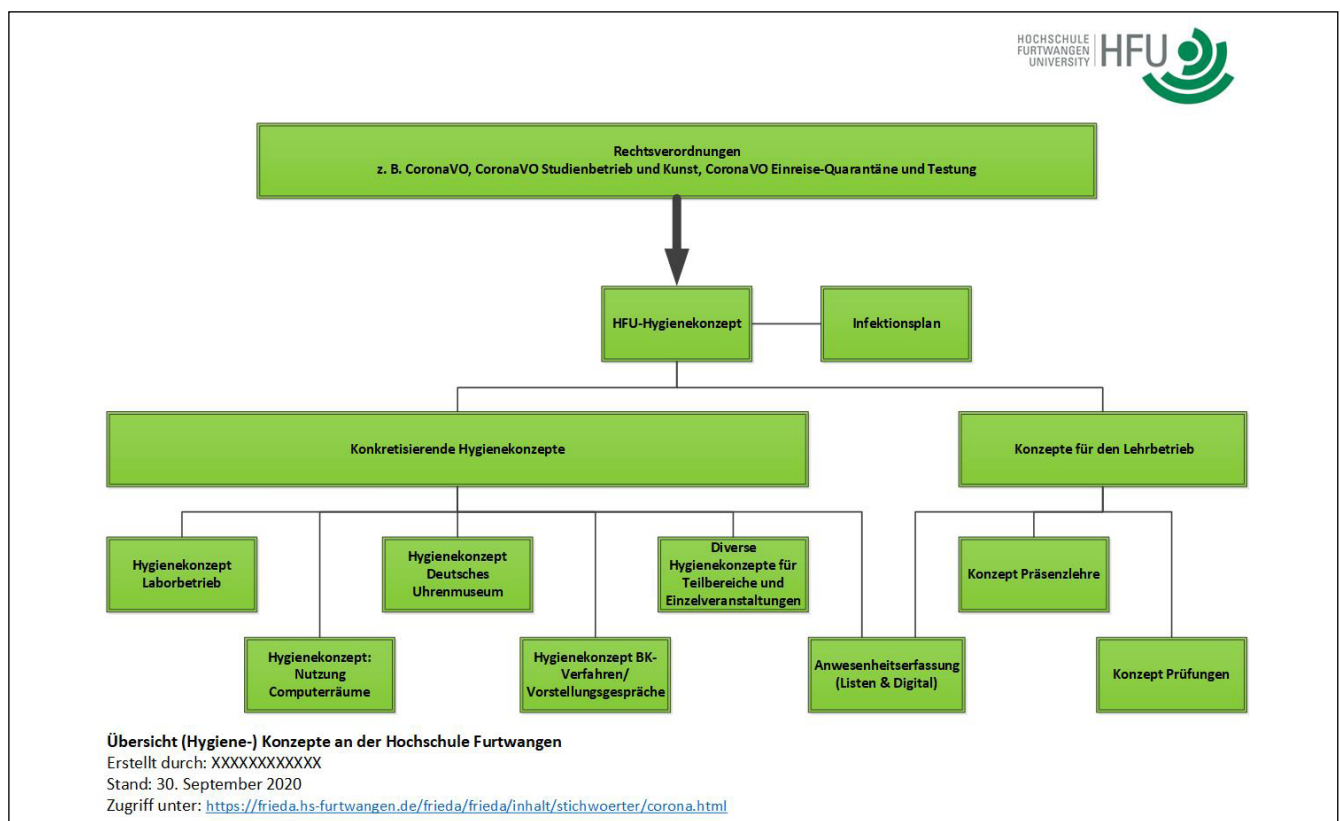 HOCHSCHULE
FURTWANGEN
UNIVERSITY
HFU
Rechtsverordnungen
z. B. CoronaVO, CoronaVO Studienbetrieb und Kunst, CoronaVO Einreise-Quarantäne und Testung
HFU-Hygienekonzept
Infektionsplan
Konkretisierende Hygienekonzepte
Konzepte für den Lehrbetrieb
Hygienekonzept
Laborbetrieb
Hygienekonzept
Deutsches
Uhrenmuseum
Diverse
Hygienekonzepte für
Teilbereiche und
Einzelveranstaltungen
Konzept Präsenzlehre
Hygienekonzept:
Nutzung
Computerräume
Hygienekonzept BK-
Verfahren/
Vorstellungsgespräche
Anwesenheitserfassung
(Listen & Digital)
Konzept Prüfungen
Übersicht (Hygiene-) Konzepte an der Hochschule Furtwangen
Erstellt durch: XXXXXXXXXXXX
Stand: 30. September 2020
Zugriff unter: https://frieda.hs-furtwangen.de/frieda/frieda/inhalt/stichwoerter/corona.html